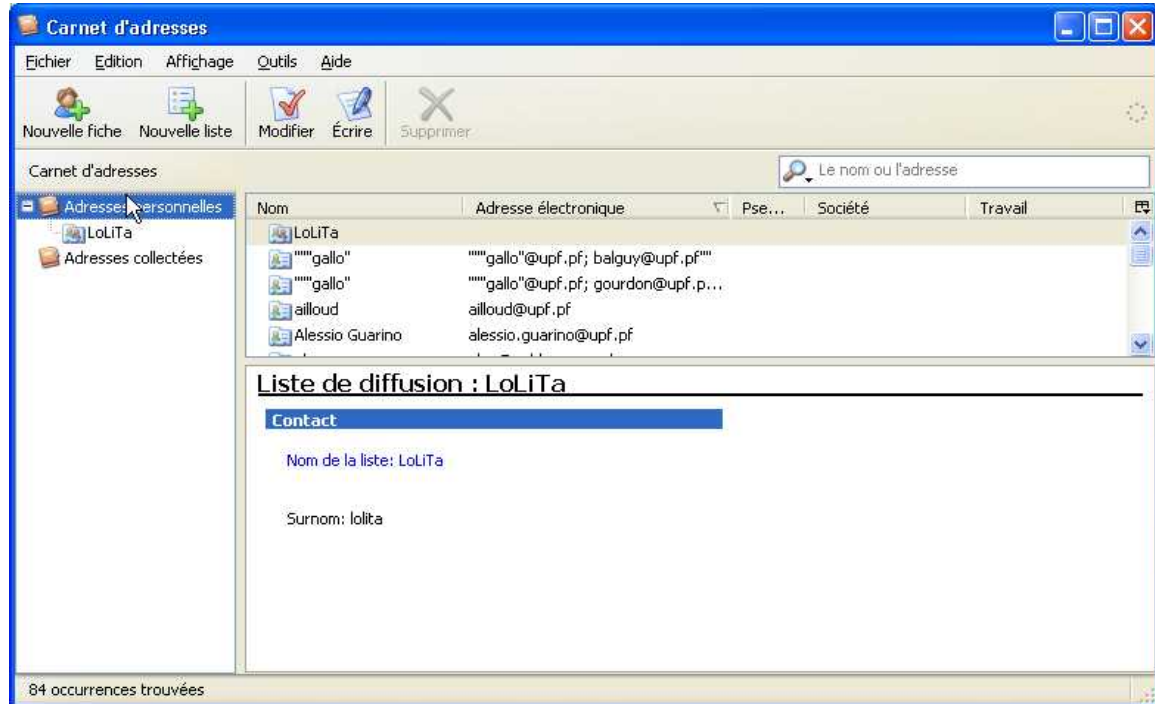 Carnet d'adresses
Fichier Edition Affichage Outils Aide
Nouvelle fiche Nouvelle liste Modifier Écrire Supprimer
Carnet d'adresses Le nom ou l'adresse
Adresses personnelles
LoLiTa
Adresses collectées
Nom Adresse électronique Pse... Société Travail
LoLiTa
"""gallo" """gallo"@upf.pf; balguy@upf.pf""
"""gallo" """gallo"@upf.pf; gourdon@upf.p...
ailloud ailloud@upf.pf
Alessio Guarino alessio.guarino@upf.pf
Liste de diffusion : LoLiTa
Contact
Nom de la liste: LoLiTa
Surnom: lolita
84 occurrences trouvées